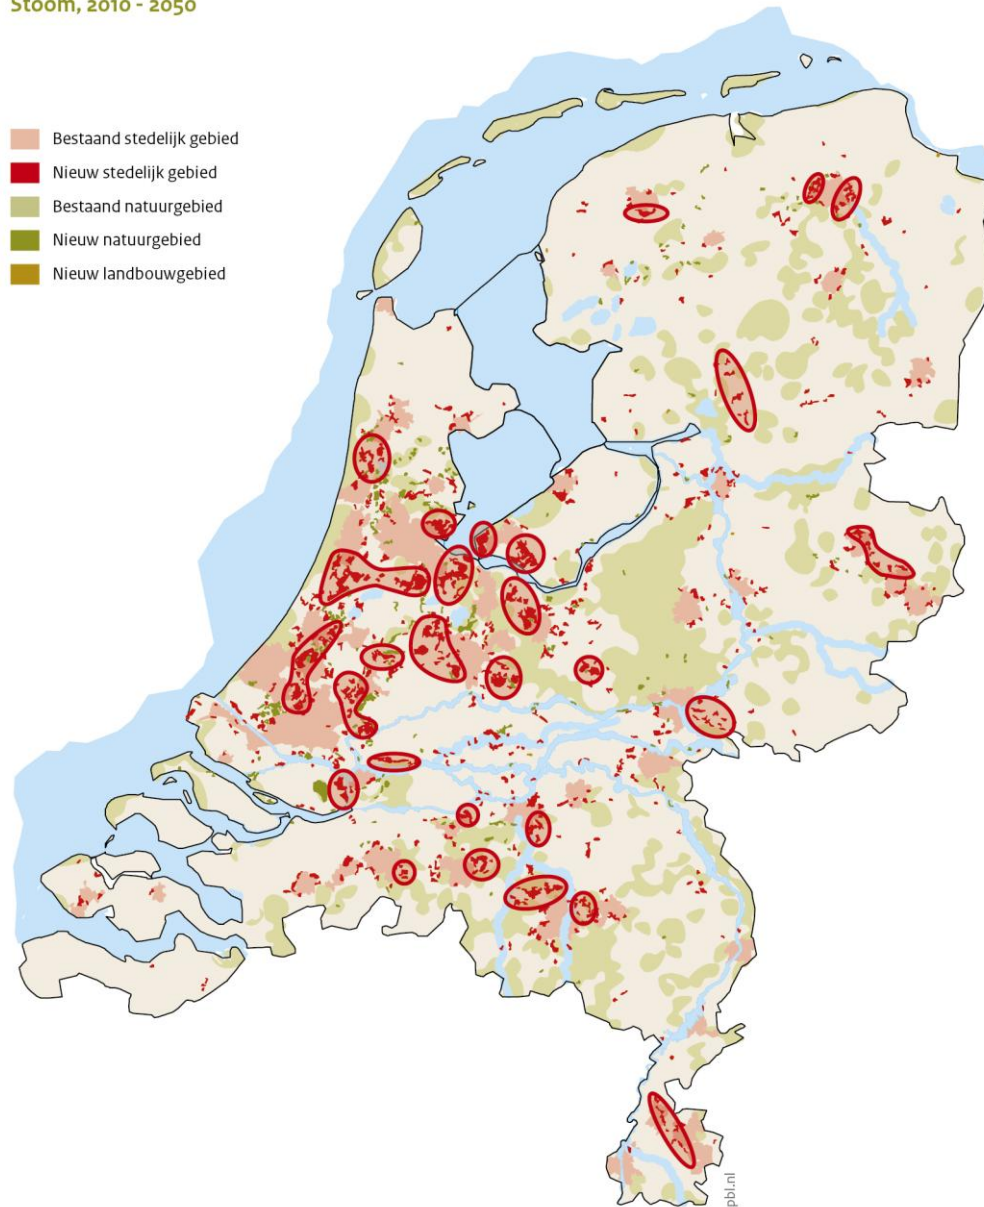 Stoom, 2010 - 2050
Bestaand stedelijk gebied
Nieuw stedelijk gebied
Bestaand natuurgebied
Nieuw natuurgebied
Nieuw landbouwgebied
pbl.nl